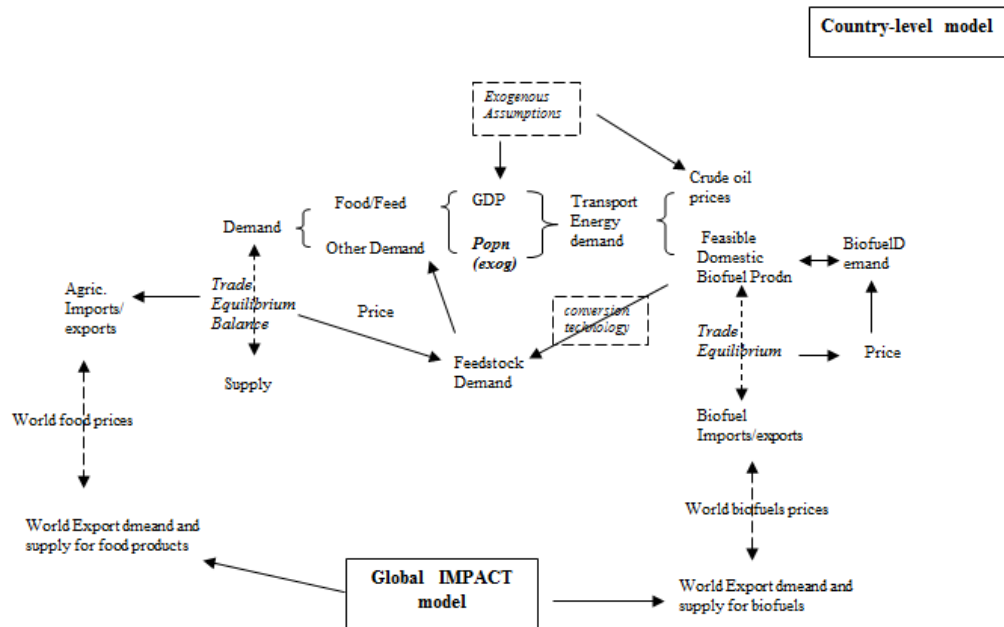 Country-level model
Exogenous
Assumptions
Crude oil
prices
Food/Feed
GDP
Transport
Energy
demand
Demand
Other Demand
Popn
(exog)
Feasible
Domestic
Biofuel Prodn
BiofuelD
emand
Agric.
Imports/
exports
Trade
Equilibrium
Balance
Price
conversion
technology
Trade
Equilibrium
Price
Feedstock
Demand
Supply
World food prices
Biofuel
Imports/exports
World biofuels prices
World Export dmeand and
supply for food products
Global IMPACT
model
World Export dmeand and
supply for biofuels